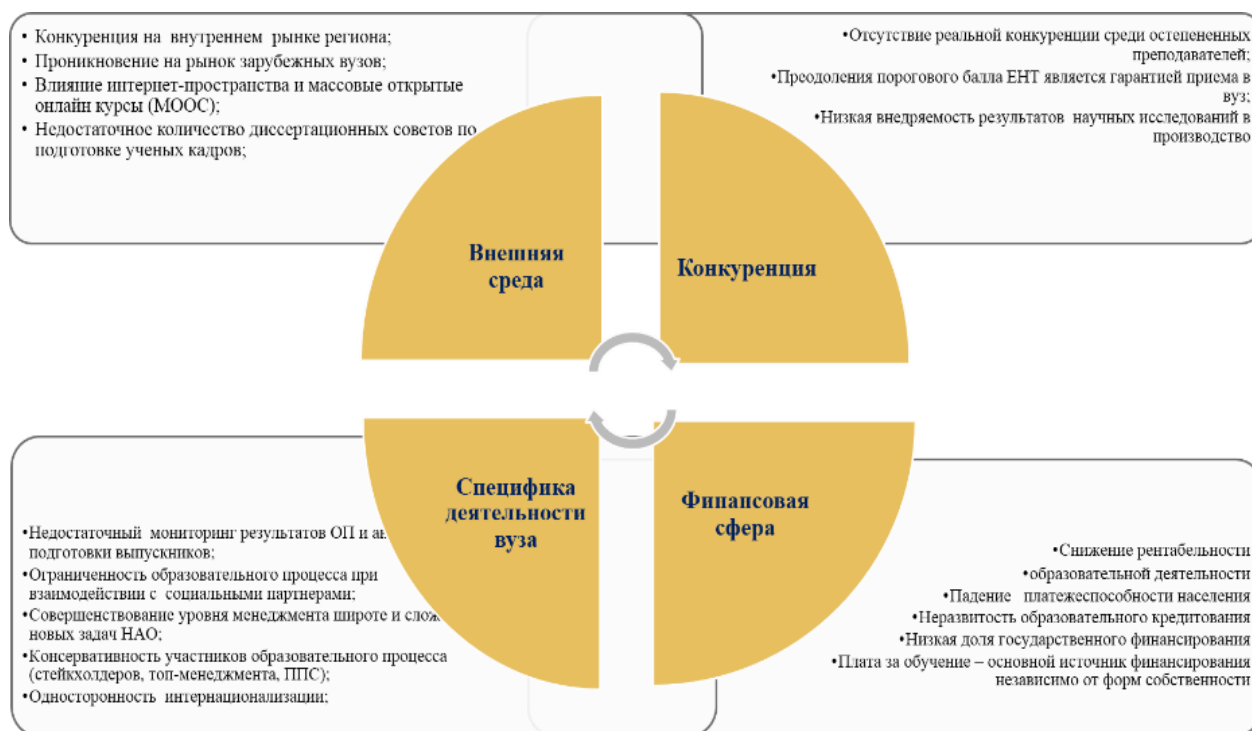 • Конкуренция на внутреннем рынке региона;
• Проникновение на рынок зарубежных вузов;
• Влияние интернет-пространства и массовые открытые
онлайн курсы (МООС);
• Недостаточное количество диссертационных советов по
подготовке ученых кадров;
•Отсутствие реальной конкуренции среди остепененных
преподавателей;
•Преодоления порогового балла ЕНТ является гарантией приема в
вуз;
•Низкая внедряемость результатов научных исследований в
производство
Внешняя
среда
Конкуренция
Специфика
деятельности
вуза
Финансовая
сфера
•Недостаточный мониторинг результатов ОП и
подготовки выпускников;
•Ограниченность образовательного процесса при
взаимодействии с социальными партнерами;
•Совершенствование уровня менеджмента широте и
новых задач НАО;
•Консервативность участников образовательного процесса
(стейкхолдеров, топ-менеджмента, ППС);
•Односторонность интернационализации;
•Снижение рентабельности
•образовательной деятельности
•Падение платежеспособности населения
•Неразвитость образовательного кредитования
•Низкая доля государственного финансирования
•Плата за обучение – основной источник финансирования
независимо от форм собственности